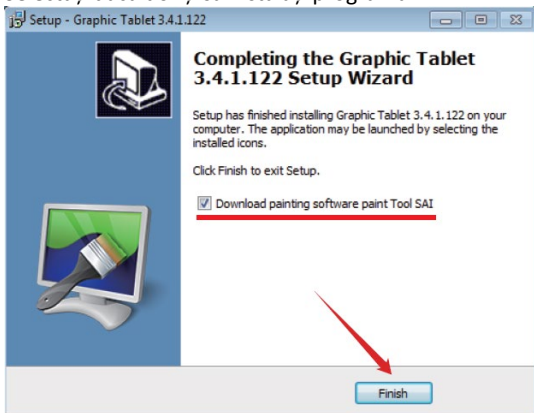 Setup - Graphic Tablet 3.4.1.122
Completing the Graphic Tablet
3.4.1.122 Setup Wizard
Setup has finished installing Graphic Tablet 3.4.1.122 on your
computer. The application may be launched by selecting the
installed icons.
Click Finish to exit Setup.
Download painting software paint Tool SAI
Finish